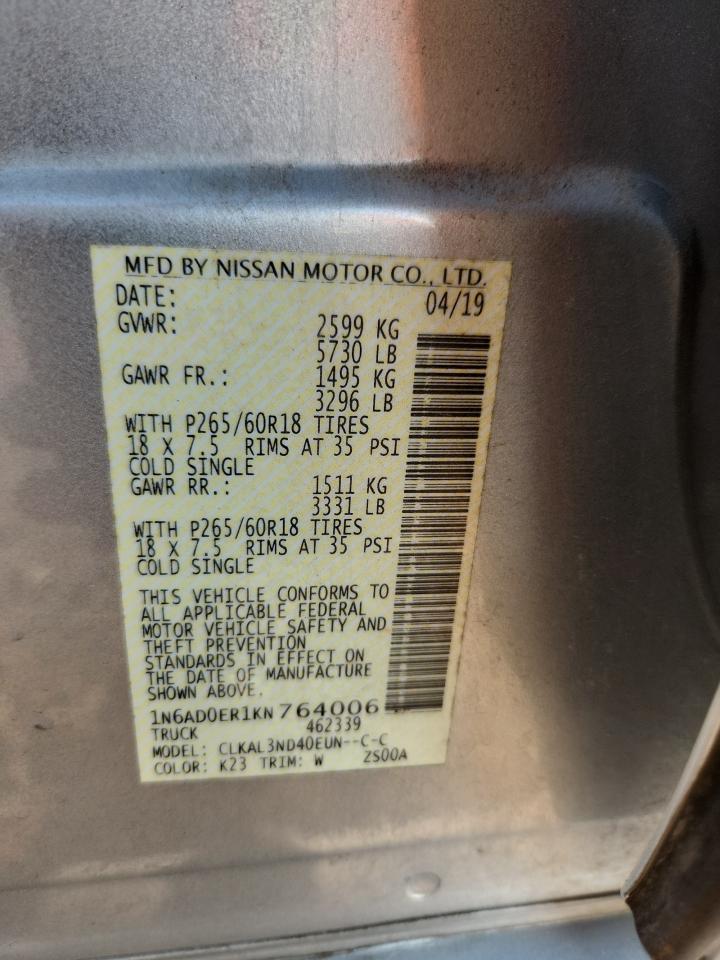 MFD BY NISSAN MOTOR CO., LTD.
DATE: 04/19
GVWR: 2599 KG
5730 LB
GAWR FR.: 1495 KG
3296 LB
WITH P265/60R18 TIRES
18 X 7.5 RIMS AT 35 PSI
COLD SINGLE
GAWR RR.: 1511 KG
3331 LB
WITH P265/60R18 TIRES
18 X 7.5 RIMS AT 35 PSI
COLD SINGLE
THIS VEHICLE CONFORMS TO
ALL APPLICABLE FEDERAL
MOTOR VEHICLE SAFETY AND
THEFT PREVENTION
STANDARDS IN EFFECT ON
THE DATE OF MANUFACTURE
SHOWN ABOVE.
1N6AD0ER1KN764006
TRUCK 462339
MODEL: CLKAL3ND40EUN--C-C
COLOR: K23 TRIM: W ZS00A